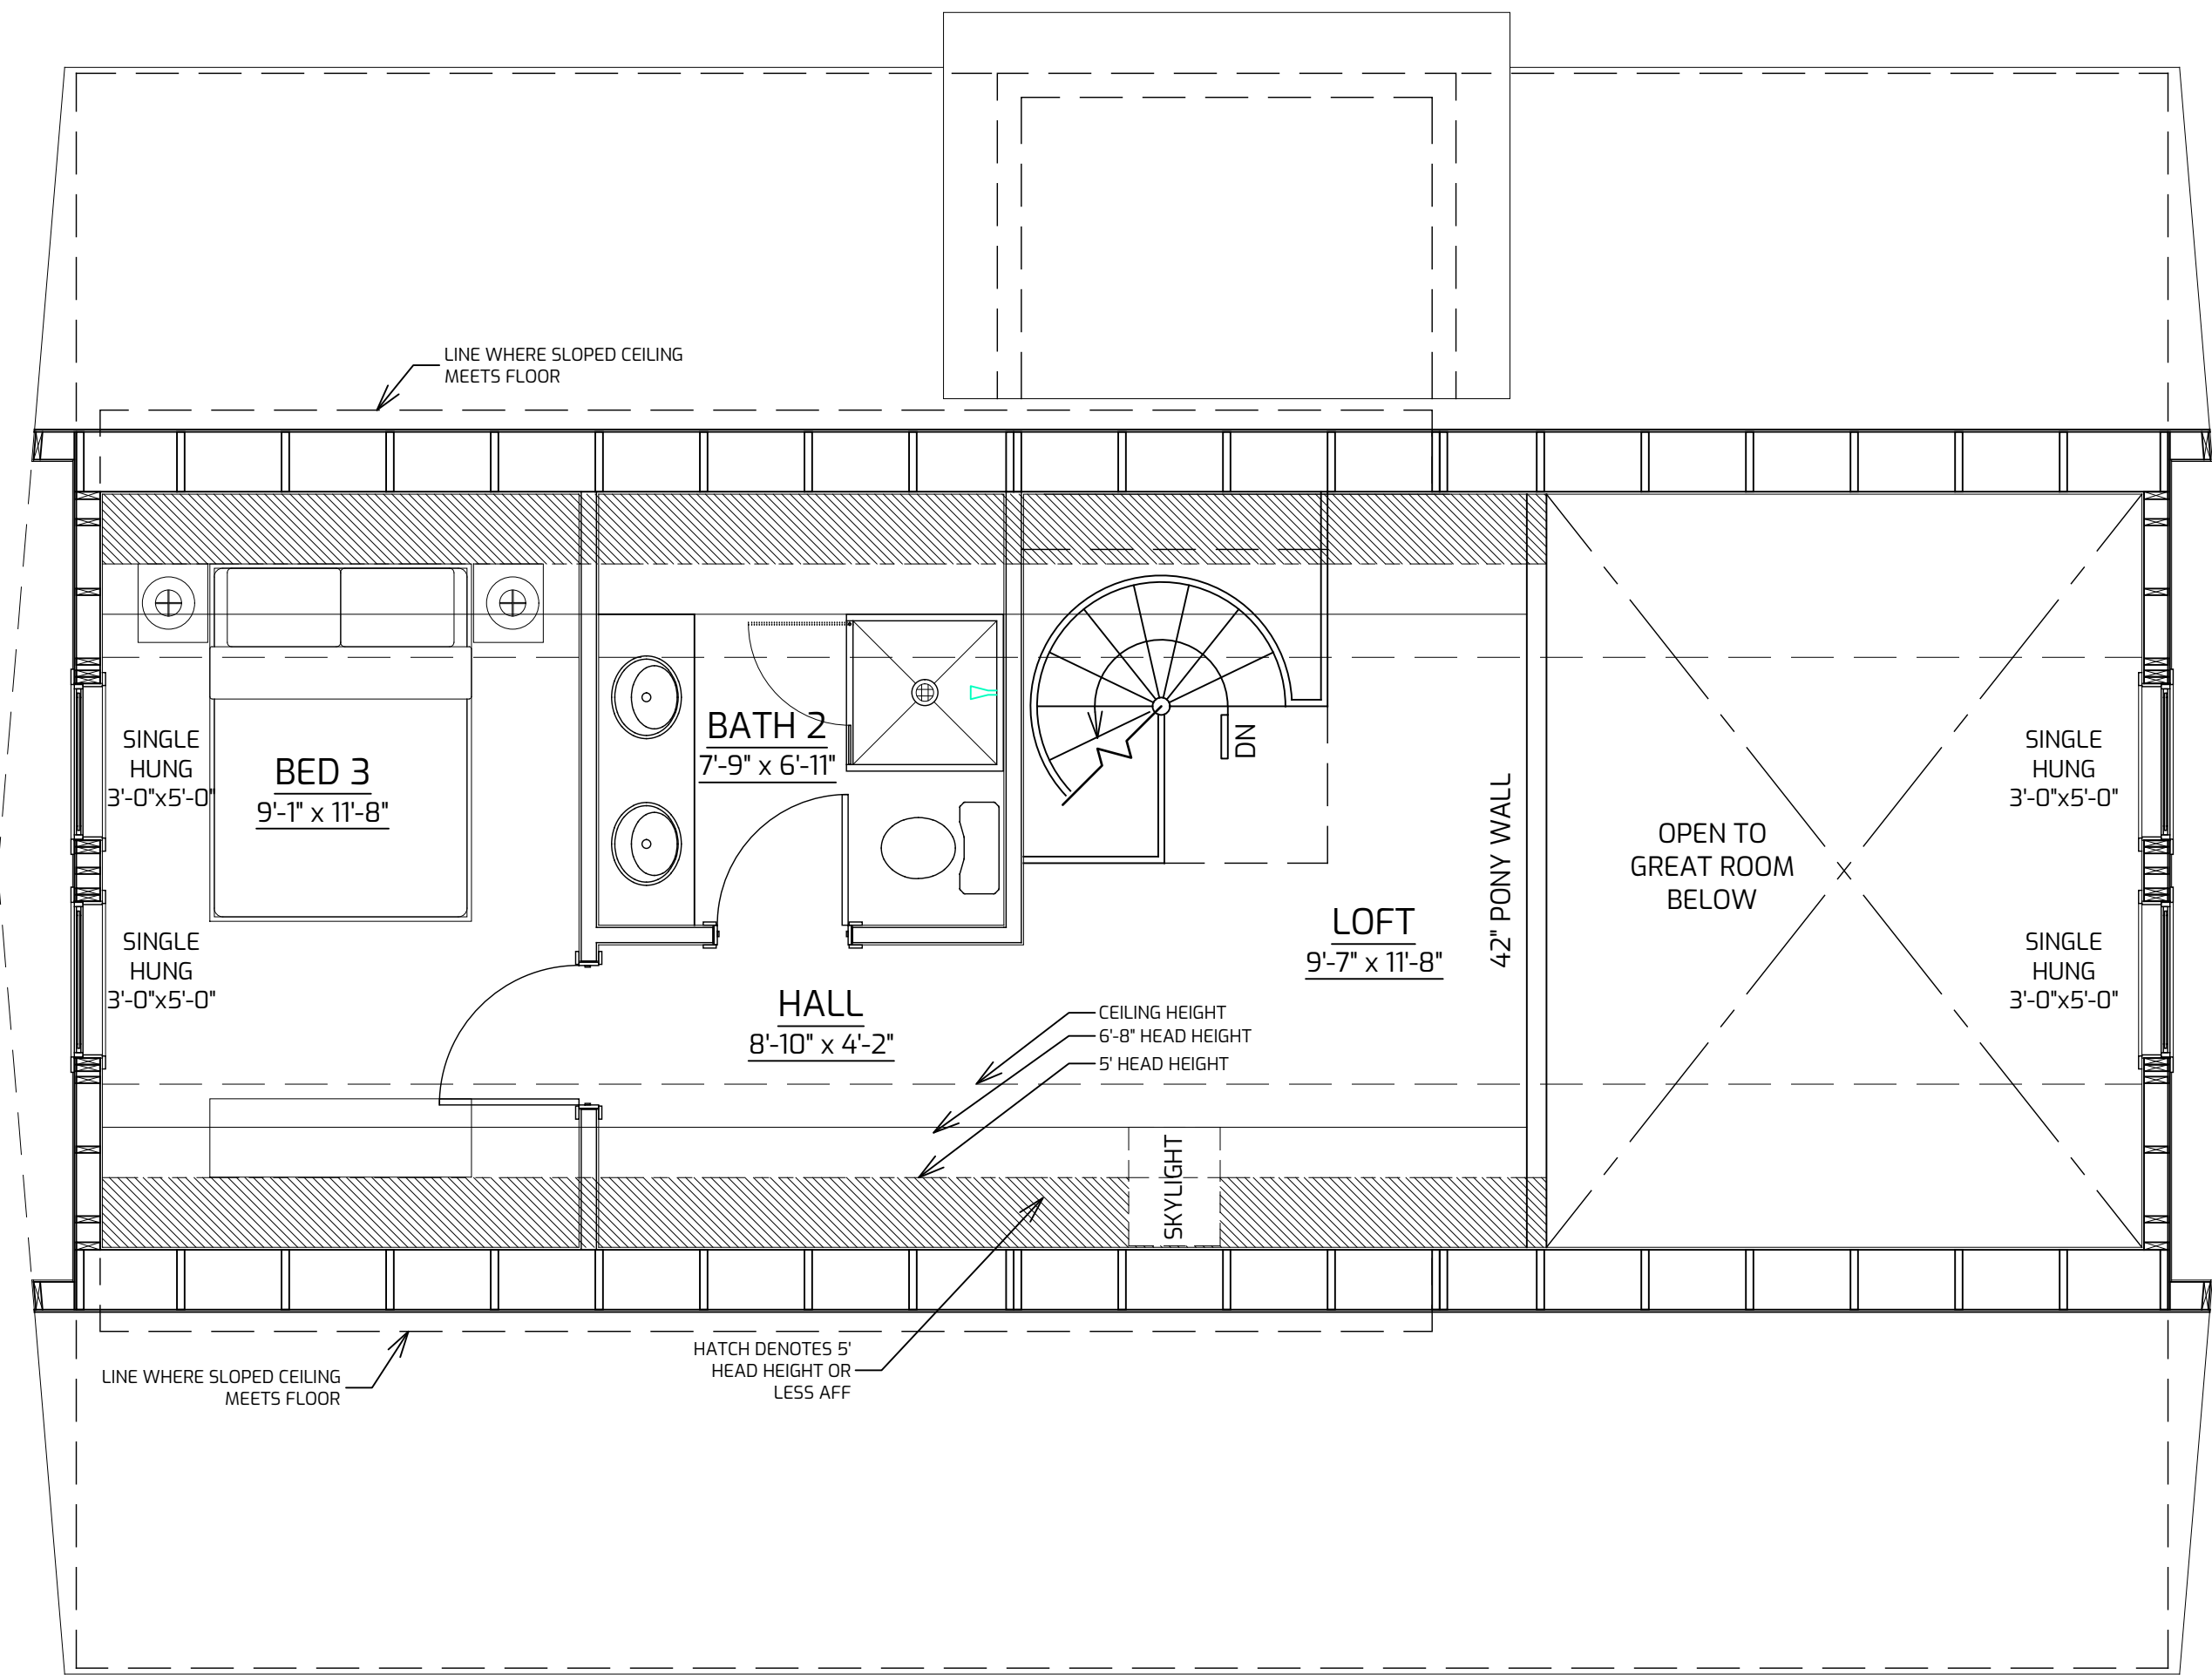 LINE WHERE SLOPED CEILING
MEETS FLOOR
SINGLE
HUNG
3'-0"x5'-0"
BED 3
9'-1" x 11'-8"
SINGLE
HUNG
3'-0"x5'-0"
BATH 2
7'-9" x 6'-11"
DN
HALL
8'-10" x 4'-2"
LOFT
9'-7" x 11'-8"
42" PONY WALL
OPEN TO
GREAT ROOM
BELOW
SINGLE
HUNG
3'-0"x5'-0"
SINGLE
HUNG
3'-0"x5'-0"
CEILING HEIGHT
6'-8" HEAD HEIGHT
5' HEAD HEIGHT
SKYLIGHT
HATCH DENOTES 5'
HEAD HEIGHT OR
LESS AFF
LINE WHERE SLOPED CEILING
MEETS FLOOR